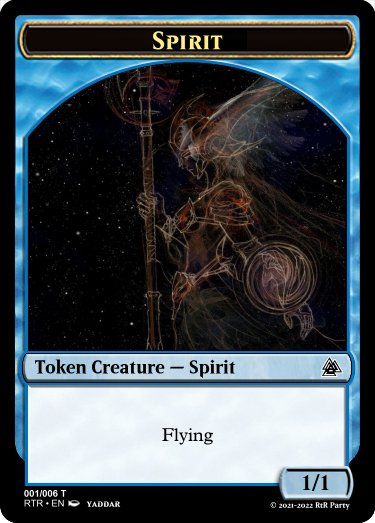 Spirit
Token Creature — Spirit
Flying
1/1
001/006 T
RTR • EN YADDAR
© 2021-2022 RtR Party